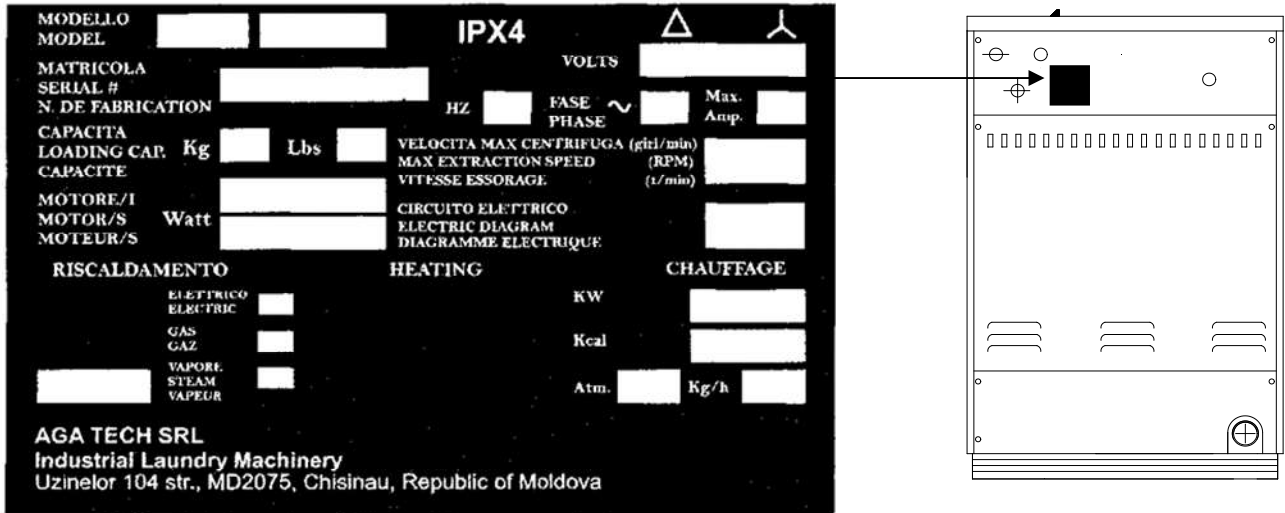 MODELLO
MODEL
IPX4
VOLTS
MATRICOLA
SERIAL #
N. DE FABRICATION
HZ
FASE ~
PHASE
Max.
Amp.
CAPACITA
LOADING CAP. Kg Lbs
CAPACITE
VELOCITA MAX CENTRIFUGA (giri/min)
MAX EXTRACTION SPEED (RPM)
VITESSE ESSORAGE (t/min)
MOTORE/I
MOTOR/S Watt
MOTEUR/S
CIRCUITO ELETTRICO
ELECTRIC DIAGRAM
DIAGRAMME ELECTRIQUE
RISCALDAMENTO HEATING CHAUFFAGE
ELETTRICO
ELECTRIC
KW
GAS
GAZ
Kcal
VAPORE
STEAM
VAPEUR
Atm. Kg/h
AGA TECH SRL
Industrial Laundry Machinery
Uzinelor 104 str., MD2075, Chisinau, Republic of Moldova